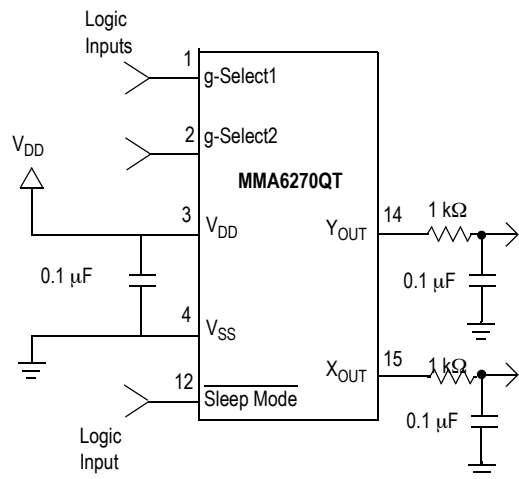 Logic
Inputs
1
g-Select1
2
g-Select2
V_DD
MMA6270QT
3
V_DD
Y_OUT
14
1 kΩ
0.1 μF
0.1 μF
4
V_SS
X_OUT
15
1 kΩ
12
Sleep Mode
0.1 μF
Logic
Input